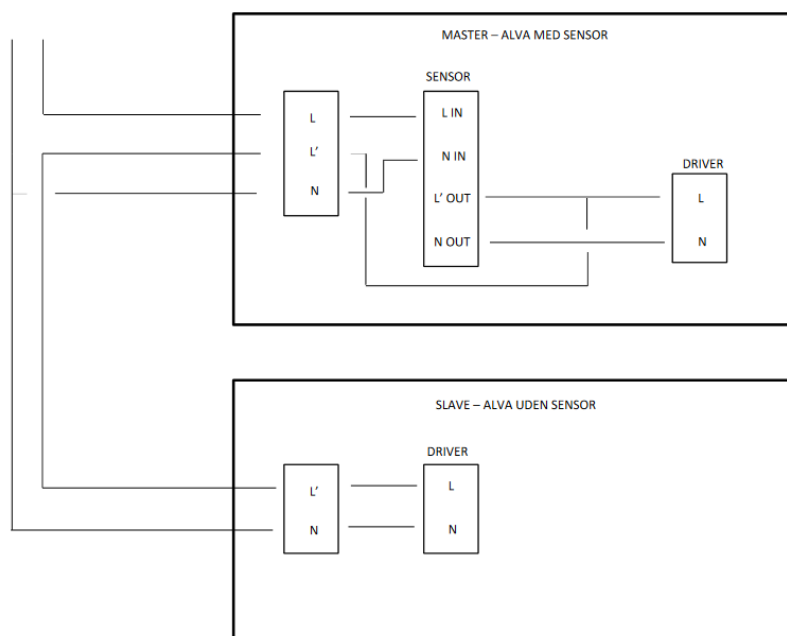 MASTER – ALVA MED SENSOR
SENSOR
L
L'
N
L IN
N IN
L' OUT
N OUT
DRIVER
L
N
SLAVE – ALVA UDEN SENSOR
DRIVER
L'
N
L
N